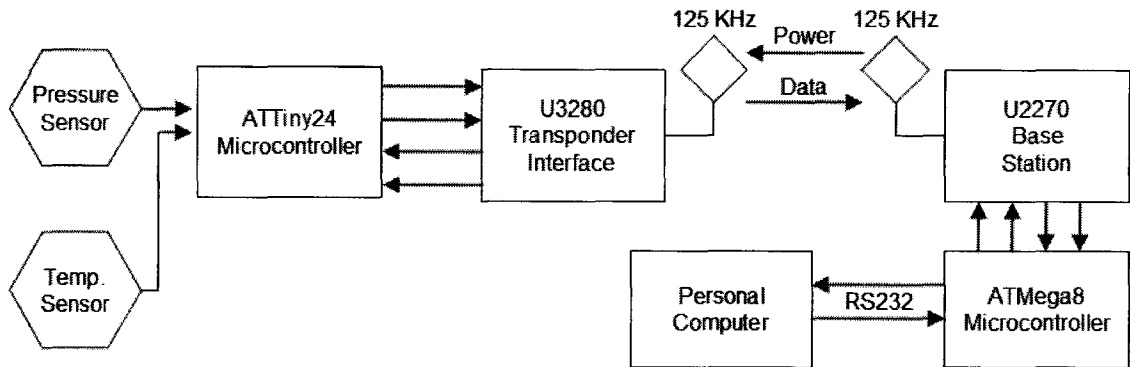 125 KHz
125 KHz
Power
Data
Pressure
Sensor
ATTiny24
Microcontroller
U3280
Transponder
Interface
U2270
Base
Station
Temp.
Sensor
Personal
Computer
RS232
ATMega8
Microcontroller